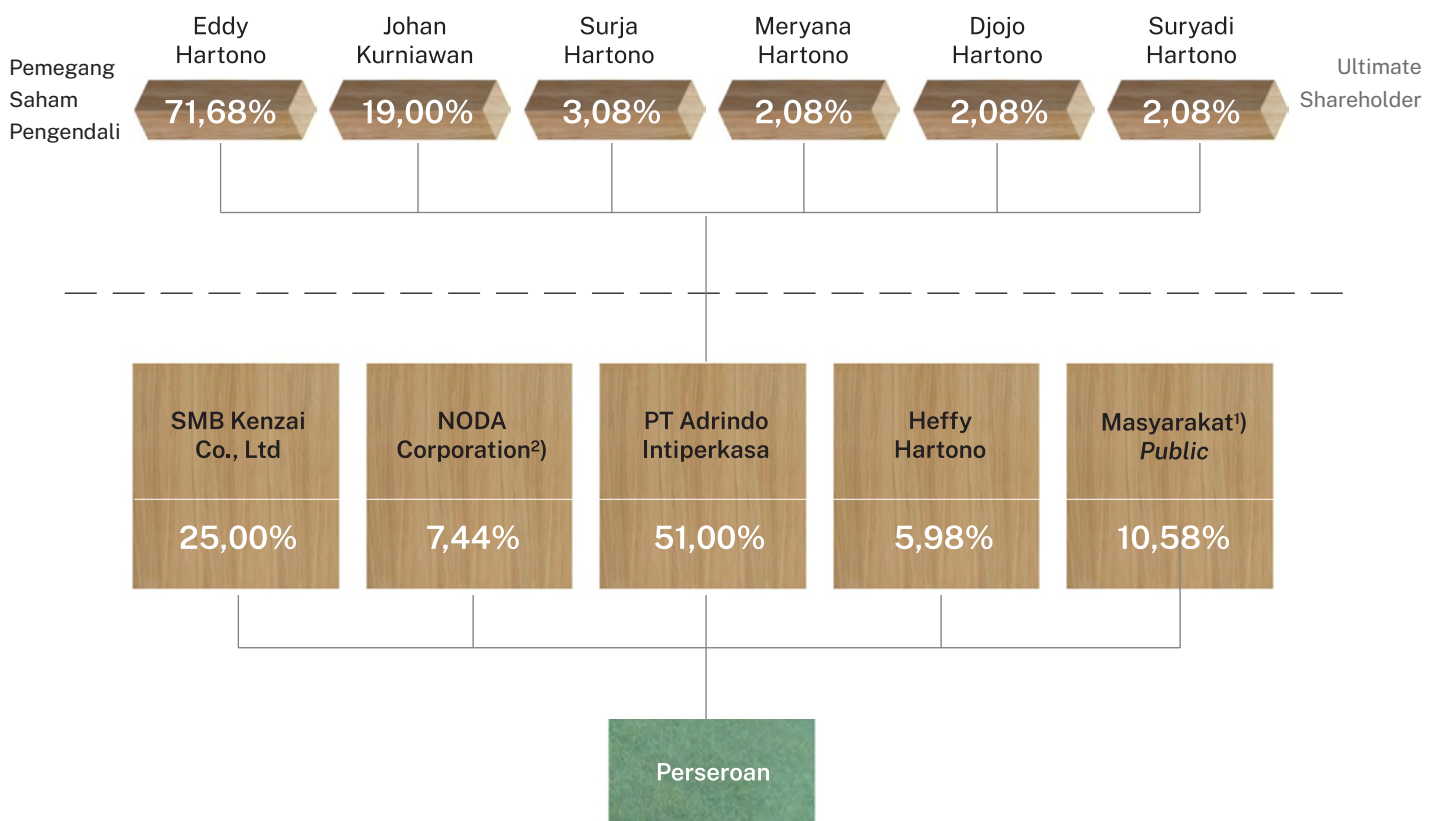 Pemegang
Saham
Pengendali
Eddy
Hartono
71,68%
Johan
Kurniawan
19,00%
Surja
Hartono
3,08%
Meryana
Hartono
2,08%
Djojo
Hartono
2,08%
Suryadi
Hartono
2,08%
Ultimate
Shareholder
SMB Kenzai
Co., Ltd
25,00%
NODA
Corporation²)
7,44%
PT Adrindo
Intiperkasa
51,00%
Heffy
Hartono
5,98%
Masyarakat¹)
Public
10,58%
Perseroan